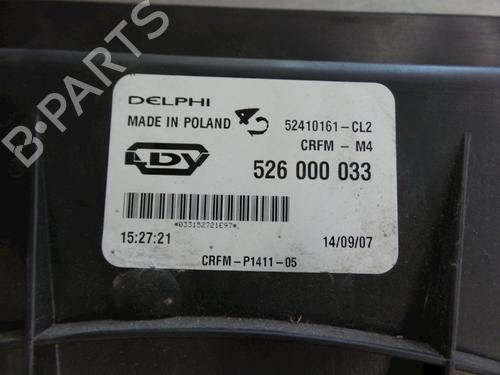 DELPHI
MADE IN POLAND
52410161-CL2
CRFM - M4
LDV
526 000 033
*033152721E97*
15:27:21
14/09/07
CRFM-P1411-05
B-Parts